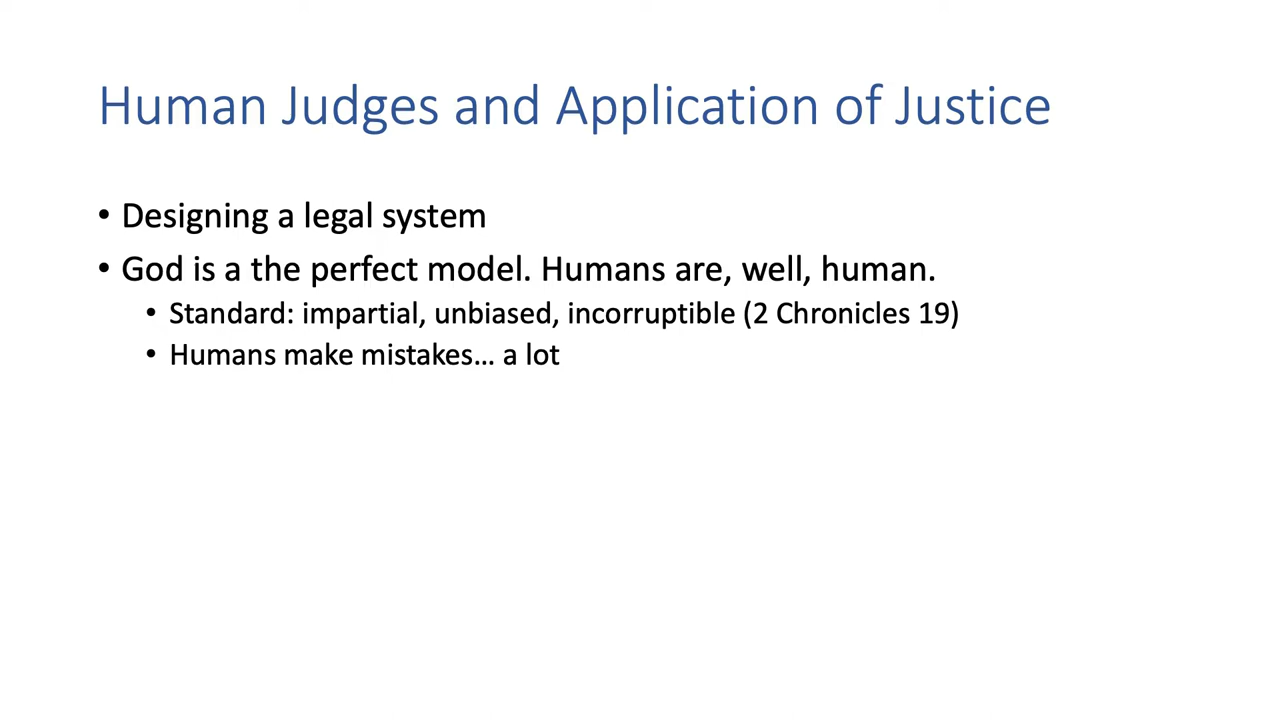 Human Judges and Application of Justice
• Designing a legal system
• God is a the perfect model. Humans are, well, human.
• Standard: impartial, unbiased, incorruptible (2 Chronicles 19)
• Humans make mistakes… a lot